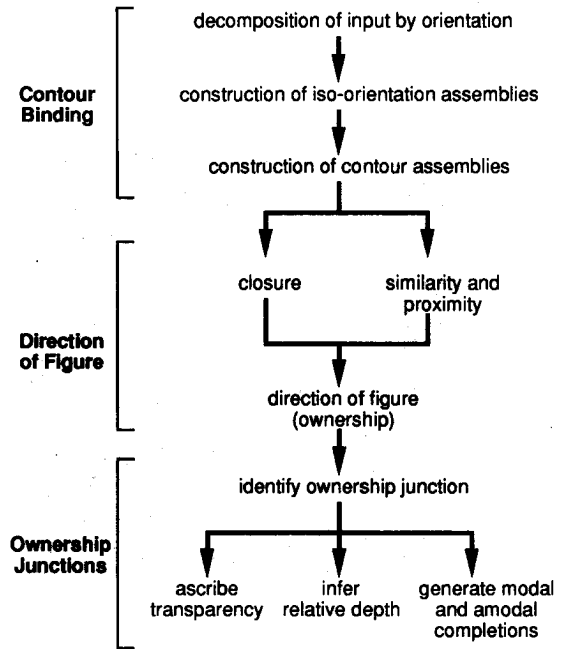 decomposition of input by orientation
Contour
Binding
construction of iso-orientation assemblies
construction of contour assemblies
closure
similarity and
proximity
Direction
of Figure
direction of figure
(ownership)
identify ownership junction
Ownership
Junctions
ascribe
transparency
infer
relative depth
generate modal
and amodal
completions